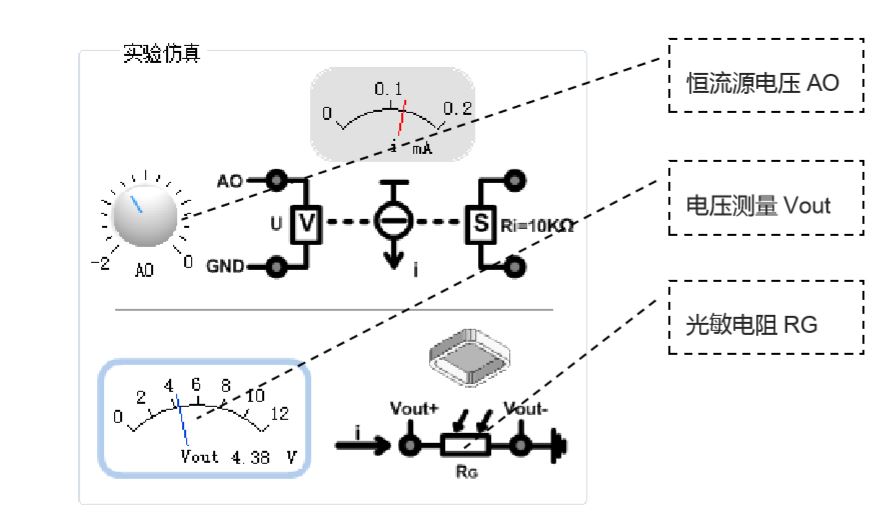 实验仿真
恒流源电压 AO
0.1
0
0.2
i mA
AO
U
V
S
Ri=10KΩ
-2
AO
0
GND
i
电压测量 Vout
光敏电阻 RG
0
2
4
6
8
10
12
Vout 4.38 V
Vout+
Vout-
i
RG